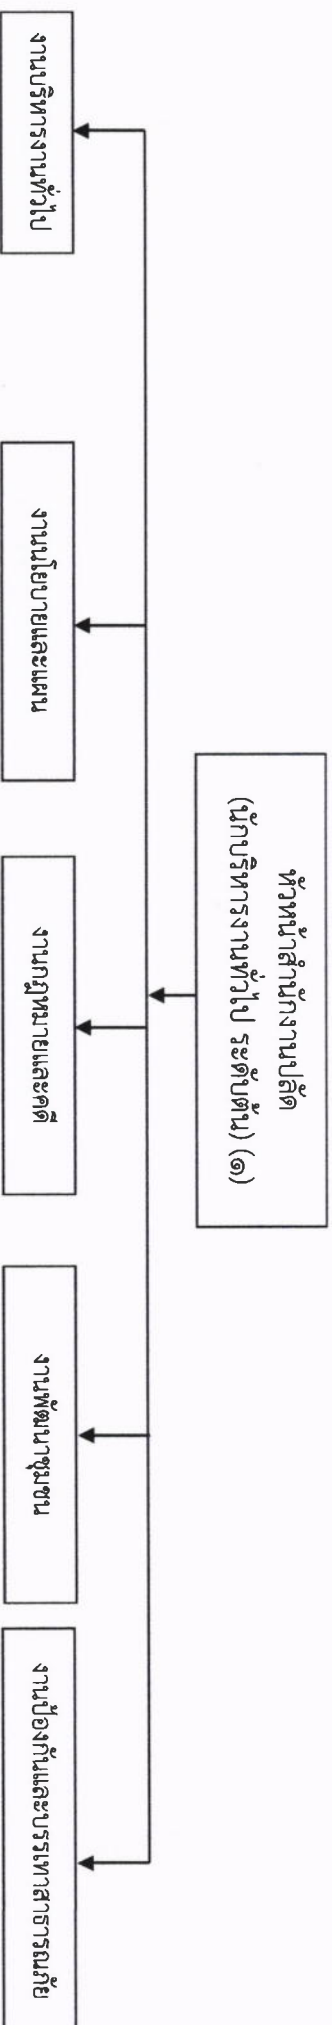 หัวหน้าสำนักงานปลัด
(นักบริหารงานทั่วไป ระดับต้น) (๑)
งานบริหารงานทั่วไป
งานนโยบายและแผน
งานกฎหมายและคดี
งานพัฒนาชุมชน
งานป้องกันและบรรเทาสาธารณภัย